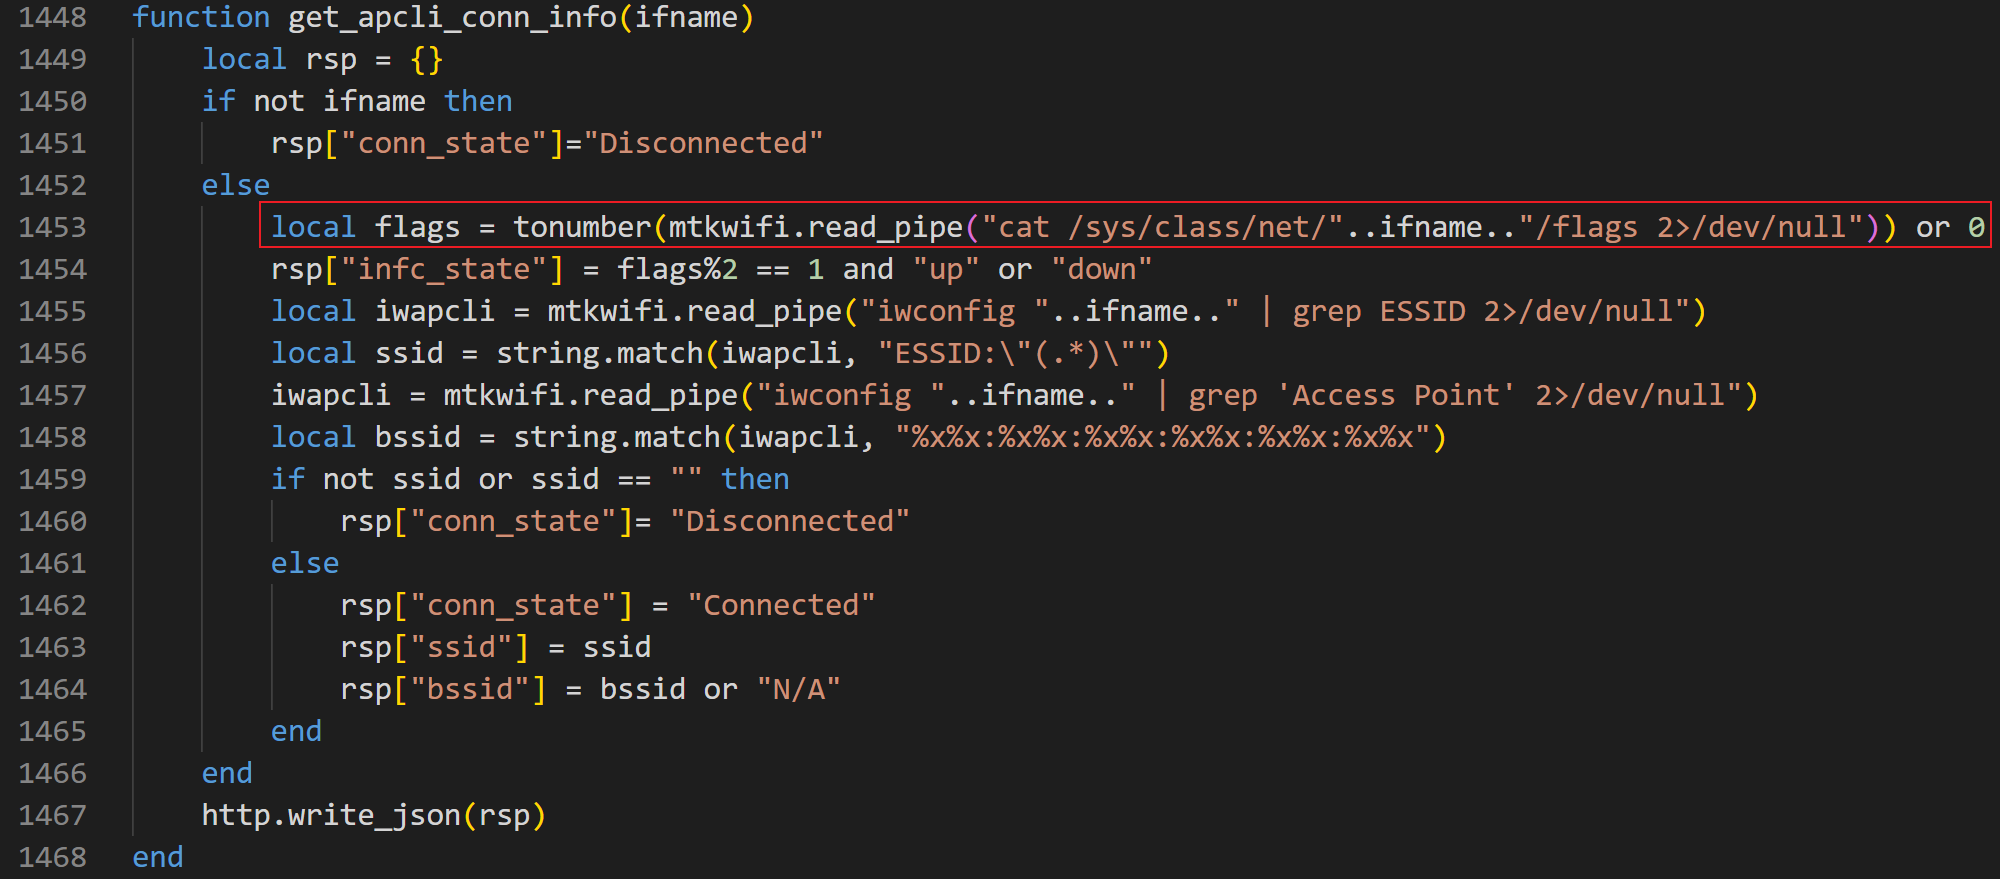 1448 function get_apcli_conn_info(ifname)
1449     local rsp = {}
1450     if not ifname then
1451         rsp["conn_state"]="Disconnected"
1452     else
1453         local flags = tonumber(mtkwifi.read_pipe("cat /sys/class/net/"..ifname.."/flags 2>/dev/null")) or 0
1454         rsp["infc_state"] = flags%2 == 1 and "up" or "down"
1455         local iwapcli = mtkwifi.read_pipe("iwconfig "..ifname.." | grep ESSID 2>/dev/null")
1456         local ssid = string.match(iwapcli, "ESSID:\"(.*)\"")
1457         iwapcli = mtkwifi.read_pipe("iwconfig "..ifname.." | grep 'Access Point' 2>/dev/null")
1458         local bssid = string.match(iwapcli, "%x%x:%x%x:%x%x:%x%x:%x%x:%x%x")
1459         if not ssid or ssid == "" then
1460             rsp["conn_state"]= "Disconnected"
1461         else
1462             rsp["conn_state"] = "Connected"
1463             rsp["ssid"] = ssid
1464             rsp["bssid"] = bssid or "N/A"
1465         end
1466     end
1467     http.write_json(rsp)
1468 end